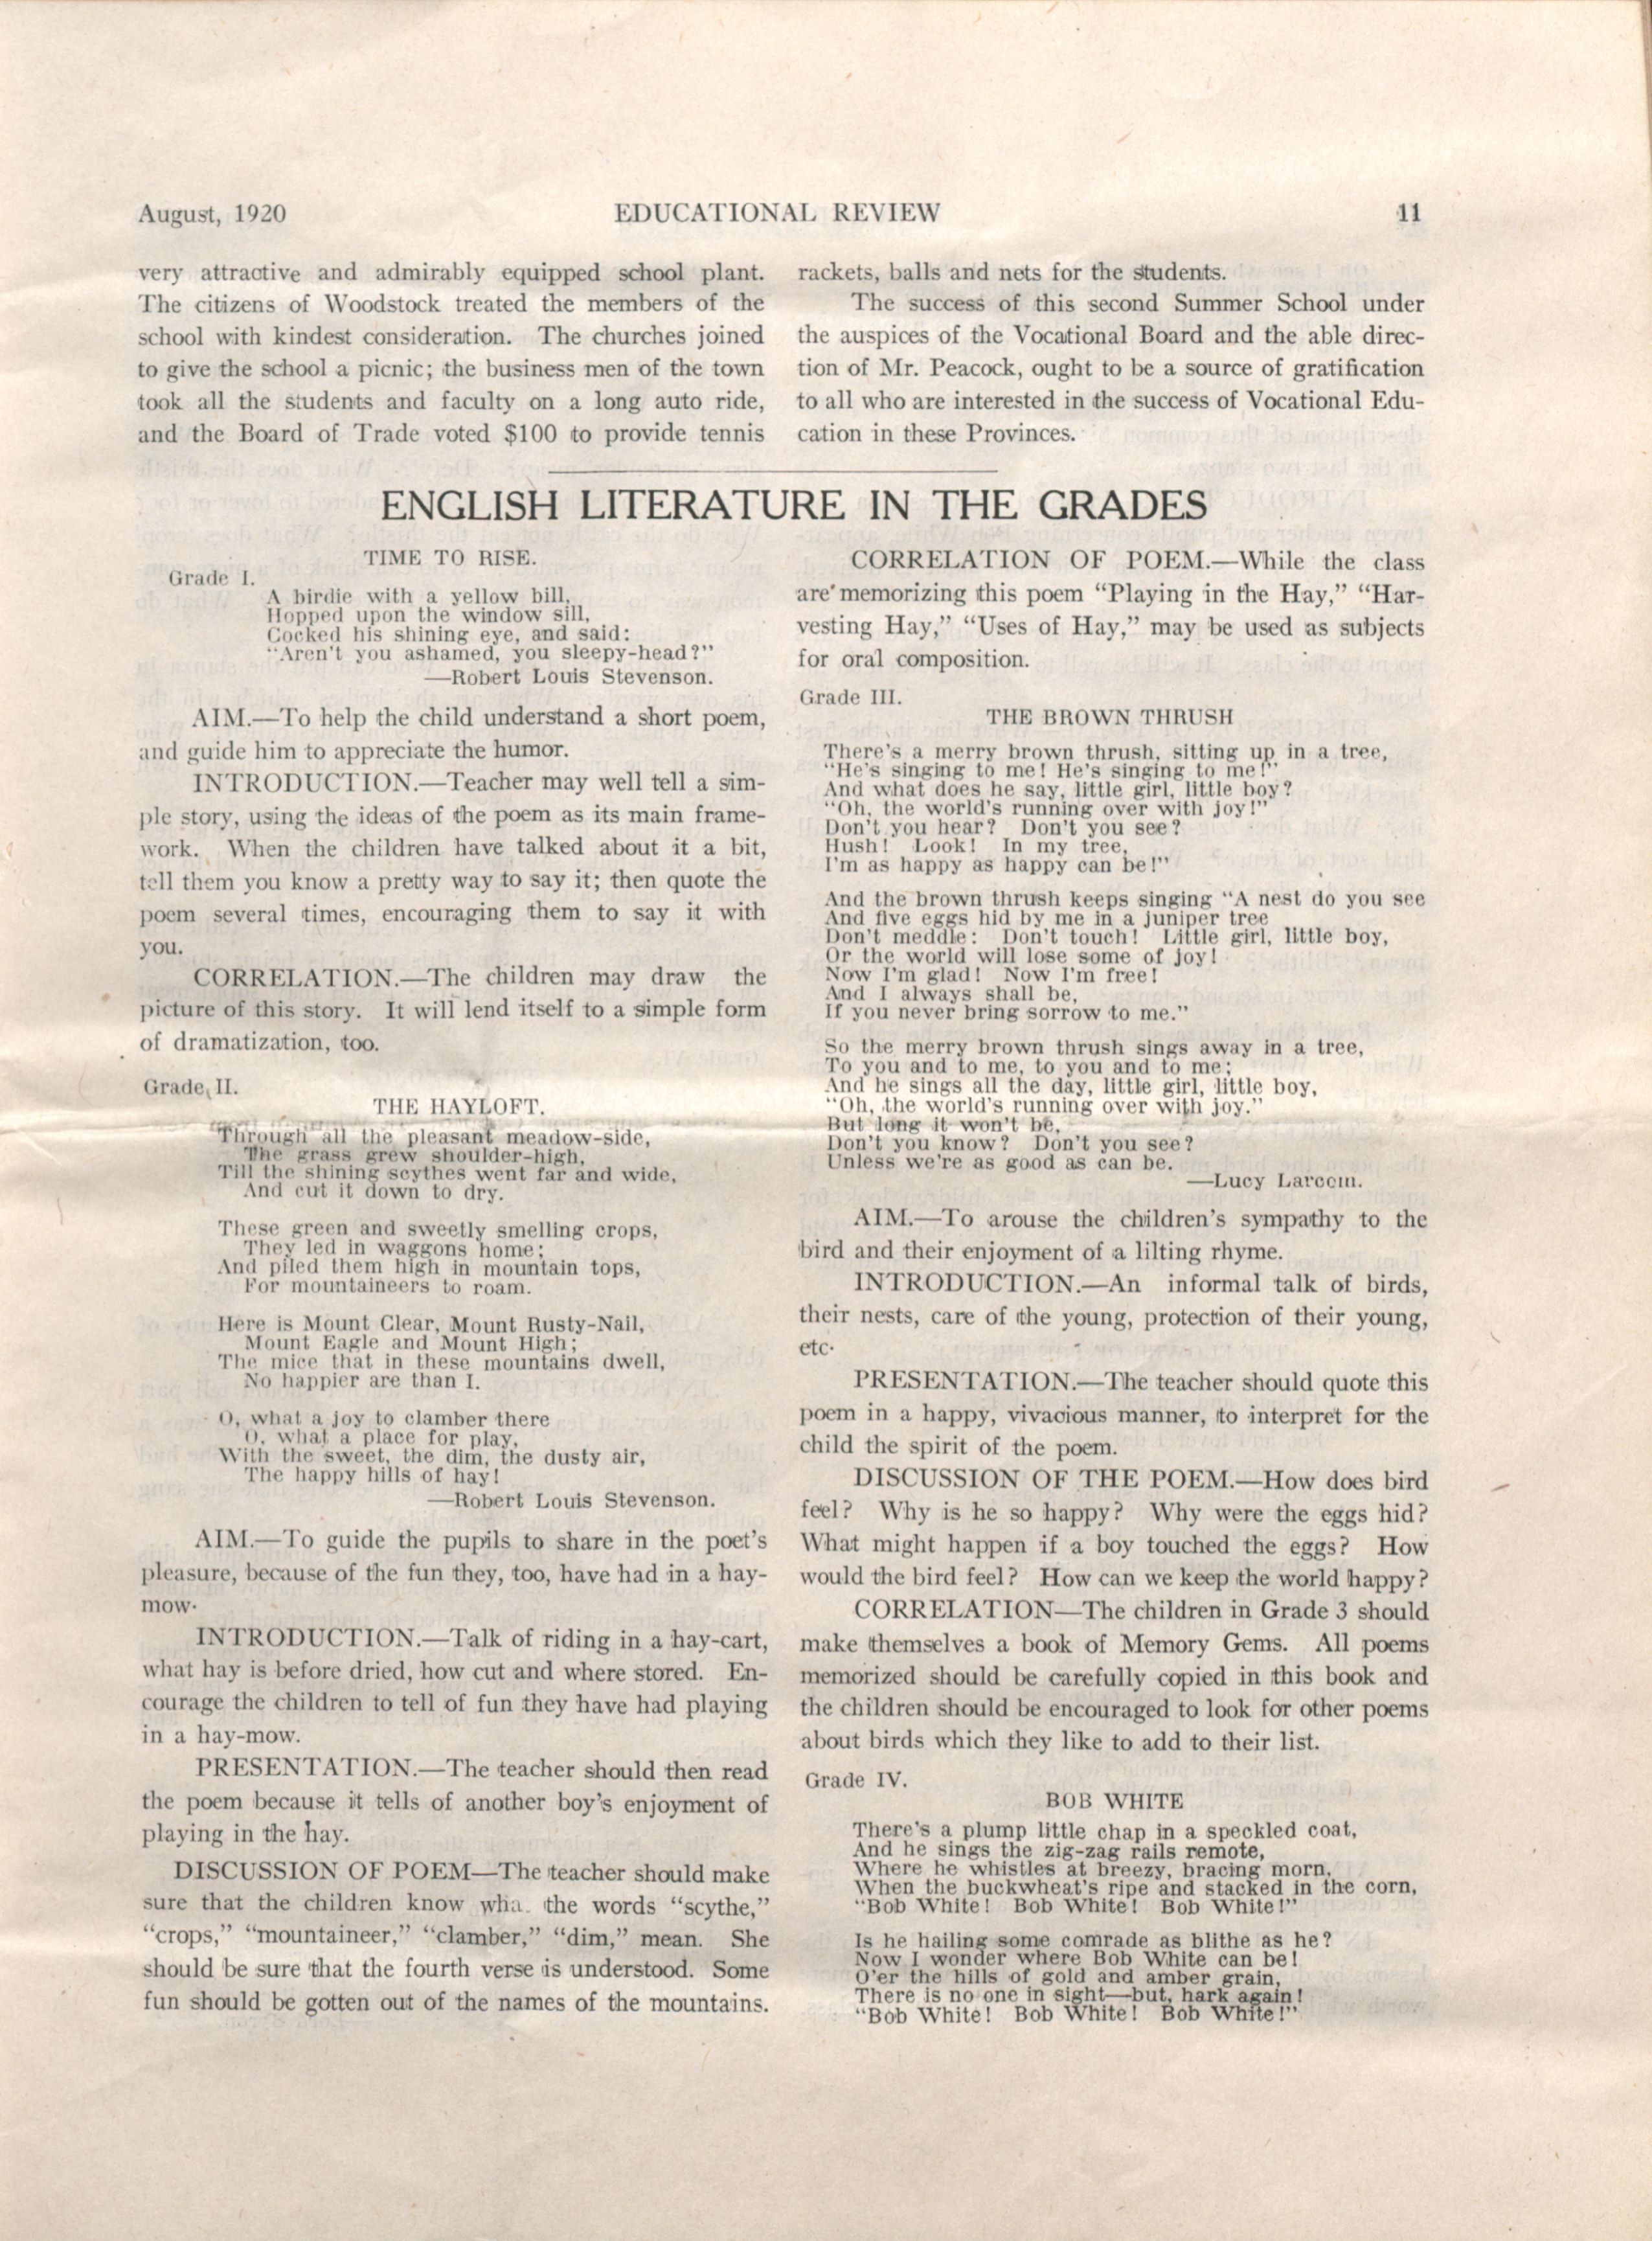 August, 1920
EDUCATIONAL REVIEW
11
very attractive and admirably equipped school plant.
The citizens of Woodstock treated the members of the
school with kindest consideration. The churches joined
to give the school a picnic; the business men of the town
took all the students and faculty on a long auto ride,
and the Board of Trade voted $100 to provide tennis
rackets, balls and nets for the students.
The success of this second Summer School under
the auspices of the Vocational Board and the able direc-
tion of Mr. Peacock, ought to be a source of gratification
to all who are interested in the success of Vocational Edu-
cation in these Provinces.
ENGLISH LITERATURE IN THE GRADES
TIME TO RISE.
Grade I.
A birdie with a yellow bill,
Hopped upon the window sill,
Cocked his shining eye, and said:
"Aren't you ashamed, you sleepy-head?"
—Robert Louis Stevenson.
AIM.—To help the child understand a short poem,
and guide him to appreciate the humor.
INTRODUCTION.—Teacher may well tell a sim-
ple story, using the ideas of the poem as its main frame-
work. When the children have talked about it a bit,
tell them you know a pretty way to say it; then quote the
poem several times, encouraging them to say it with
you.
CORRELATION.—The children may draw the
picture of this story. It will lend itself to a simple form
of dramatization, too.
Grade II.
THE HAYLOFT.
Through all the pleasant meadow-side,
The grass grew shoulder-high,
Till the shining scythes went far and wide,
And cut it down to dry.
These green and sweetly smelling crops,
They led in waggons home;
And piled them high in mountain tops,
For mountaineers to roam.
Here is Mount Clear, Mount Rusty-Nail,
Mount Eagle and Mount High;
The mice that in these mountains dwell,
No happier are than I.
O, what a joy to clamber there
O, what a place for play,
With the sweet, the dim, the dusty air,
The happy hills of hay!
—Robert Louis Stevenson.
AIM.—To guide the pupils to share in the poet's
pleasure, because of the fun they, too, have had in a hay-
mow.
INTRODUCTION.—Talk of riding in a hay-cart,
what hay is before dried, how cut and where stored. En-
courage the children to tell of fun they have had playing
in a hay-mow.
PRESENTATION.—The teacher should then read
the poem because it tells of another boy's enjoyment of
playing in the hay.
DISCUSSION OF POEM—The teacher should make
sure that the children know wha. the words "scythe,"
"crops," "mountaineer," "clamber," "dim," mean. She
should be sure that the fourth verse is understood. Some
fun should be gotten out of the names of the mountains.
CORRELATION OF POEM.—While the class
are memorizing this poem "Playing in the Hay," "Har-
vesting Hay," "Uses of Hay," may be used as subjects
for oral composition.
Grade III.
THE BROWN THRUSH
There's a merry brown thrush, sitting up in a tree,
"He's singing to me! He's singing to me!"
And what does he say, little girl, little boy?
"Oh, the world's running over with joy!"
Don't you hear? Don't you see?
Hush! Look! In my tree,
I'm as happy as happy can be!"
And the brown thrush keeps singing "A nest do you see
And five eggs hid by me in a juniper tree
Don't meddle: Don't touch! Little girl, little boy,
Or the world will lose some of joy!
Now I'm glad! Now I'm free!
And I always shall be,
If you never bring sorrow to me."
So the merry brown thrush sings away in a tree,
To you and to me, to you and to me;
And he sings all the day, little girl, little boy,
"Oh, the world's running over with joy."
But long it won't be,
Don't you know? Don't you see?
Unless we're as good as can be.
—Lucy Larcom.
AIM.—To arouse the children's sympathy to the
bird and their enjoyment of a lilting rhyme.
INTRODUCTION.—An informal talk of birds,
their nests, care of the young, protection of their young,
etc.
PRESENTATION.—The teacher should quote this
poem in a happy, vivacious manner, to interpret for the
child the spirit of the poem.
DISCUSSION OF THE POEM.—How does bird
feel? Why is he so happy? Why were the eggs hid?
What might happen if a boy touched the eggs? How
would the bird feel? How can we keep the world happy?
CORRELATION—The children in Grade 3 should
make themselves a book of Memory Gems. All poems
memorized should be carefully copied in this book and
the children should be encouraged to look for other poems
about birds which they like to add to their list.
Grade IV.
BOB WHITE
There's a plump little chap in a speckled coat,
And he sings the zig-zag rails remote,
Where he whistles at breezy, bracing morn,
When the buckwheat's ripe and stacked in the corn,
"Bob White! Bob White! Bob White!"
Is he hailing some comrade as blithe as he?
Now I wonder where Bob White can be!
O'er the hills of gold and amber grain,
There is no one in sight—but, hark again!
"Bob White! Bob White! Bob White!"